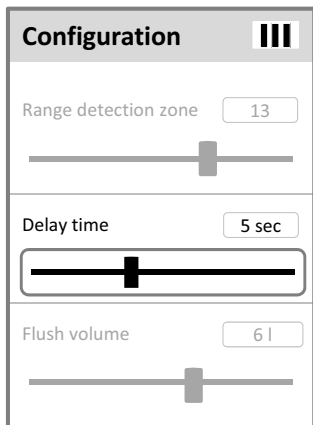 Configuration
Range detection zone 13
Delay time 5 sec
Flush volume 6 l